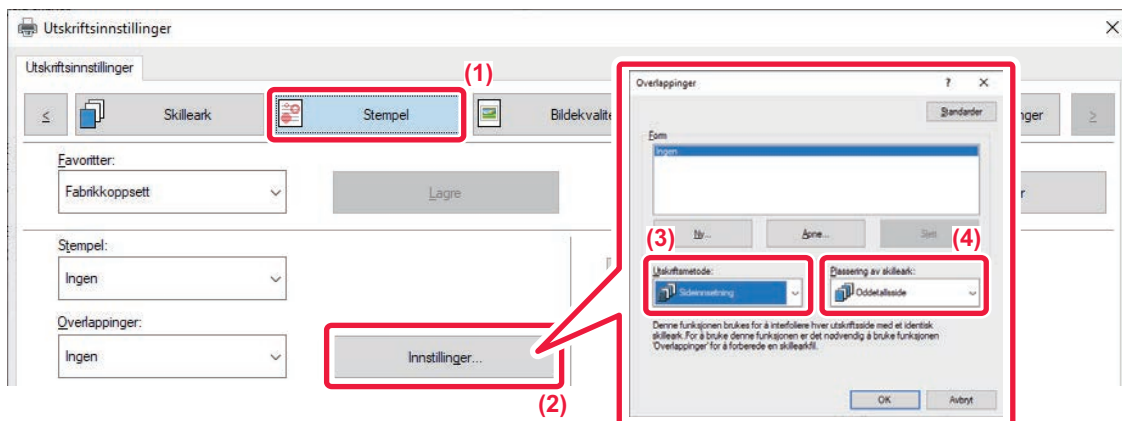 Utskriftsinnstillinger
Utskriftsinnstillinger
(1)
≤
Skilleark
Stempel
Bildekvalite
nger
≥
Favoritter:
Fabrikkoppsett
Lagre
r
Stempel:
Ingen
Overlappinger:
Ingen
Innstillinger...
(2)
Overlappinger
?
Standarder
Form
Ingen
Ny...
Åpne...
(3)
(4)
Utskriftsmetode:
Plassering av skilleark:
Sideinnsetning
Oddetallsside
Denne funksjonen brukes for å interfoliere hver utskriftsside med et identisk
skilleark. For å bruke denne funksjonen er det nødvendig å bruke funksjonen
'Overlappinger' for å forberede en skillearkfil.
OK
Avbryt